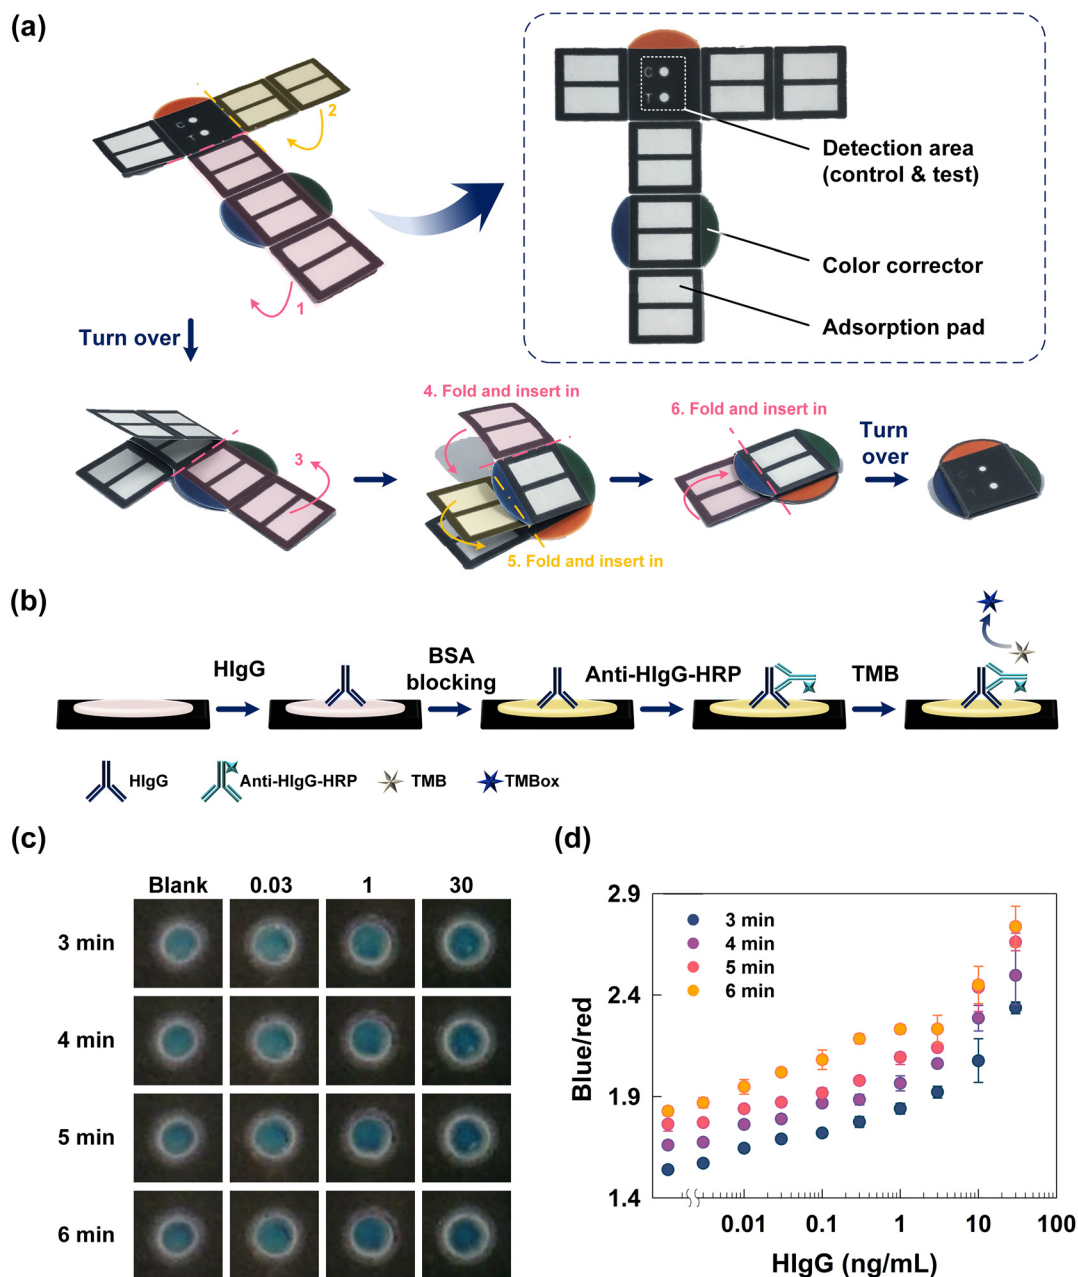 (a)
C
T
2
1
C
T
Detection area
(control & test)
Color corrector
Adsorption pad
Turn over
3
4. Fold and insert in
5. Fold and insert in
6. Fold and insert in
Turn
over
C
T
(b)
HIgG
BSA
blocking
Anti-HIgG-HRP
TMB
HIgG
Anti-HIgG-HRP
TMB
TMBox
(c)
Blank 0.03 1 30
3 min
4 min
5 min
6 min
(d)
2.9
2.4
1.9
1.4
Blue/red
3 min
4 min
5 min
6 min
0.01 0.1 1 10 100
HIgG (ng/mL)